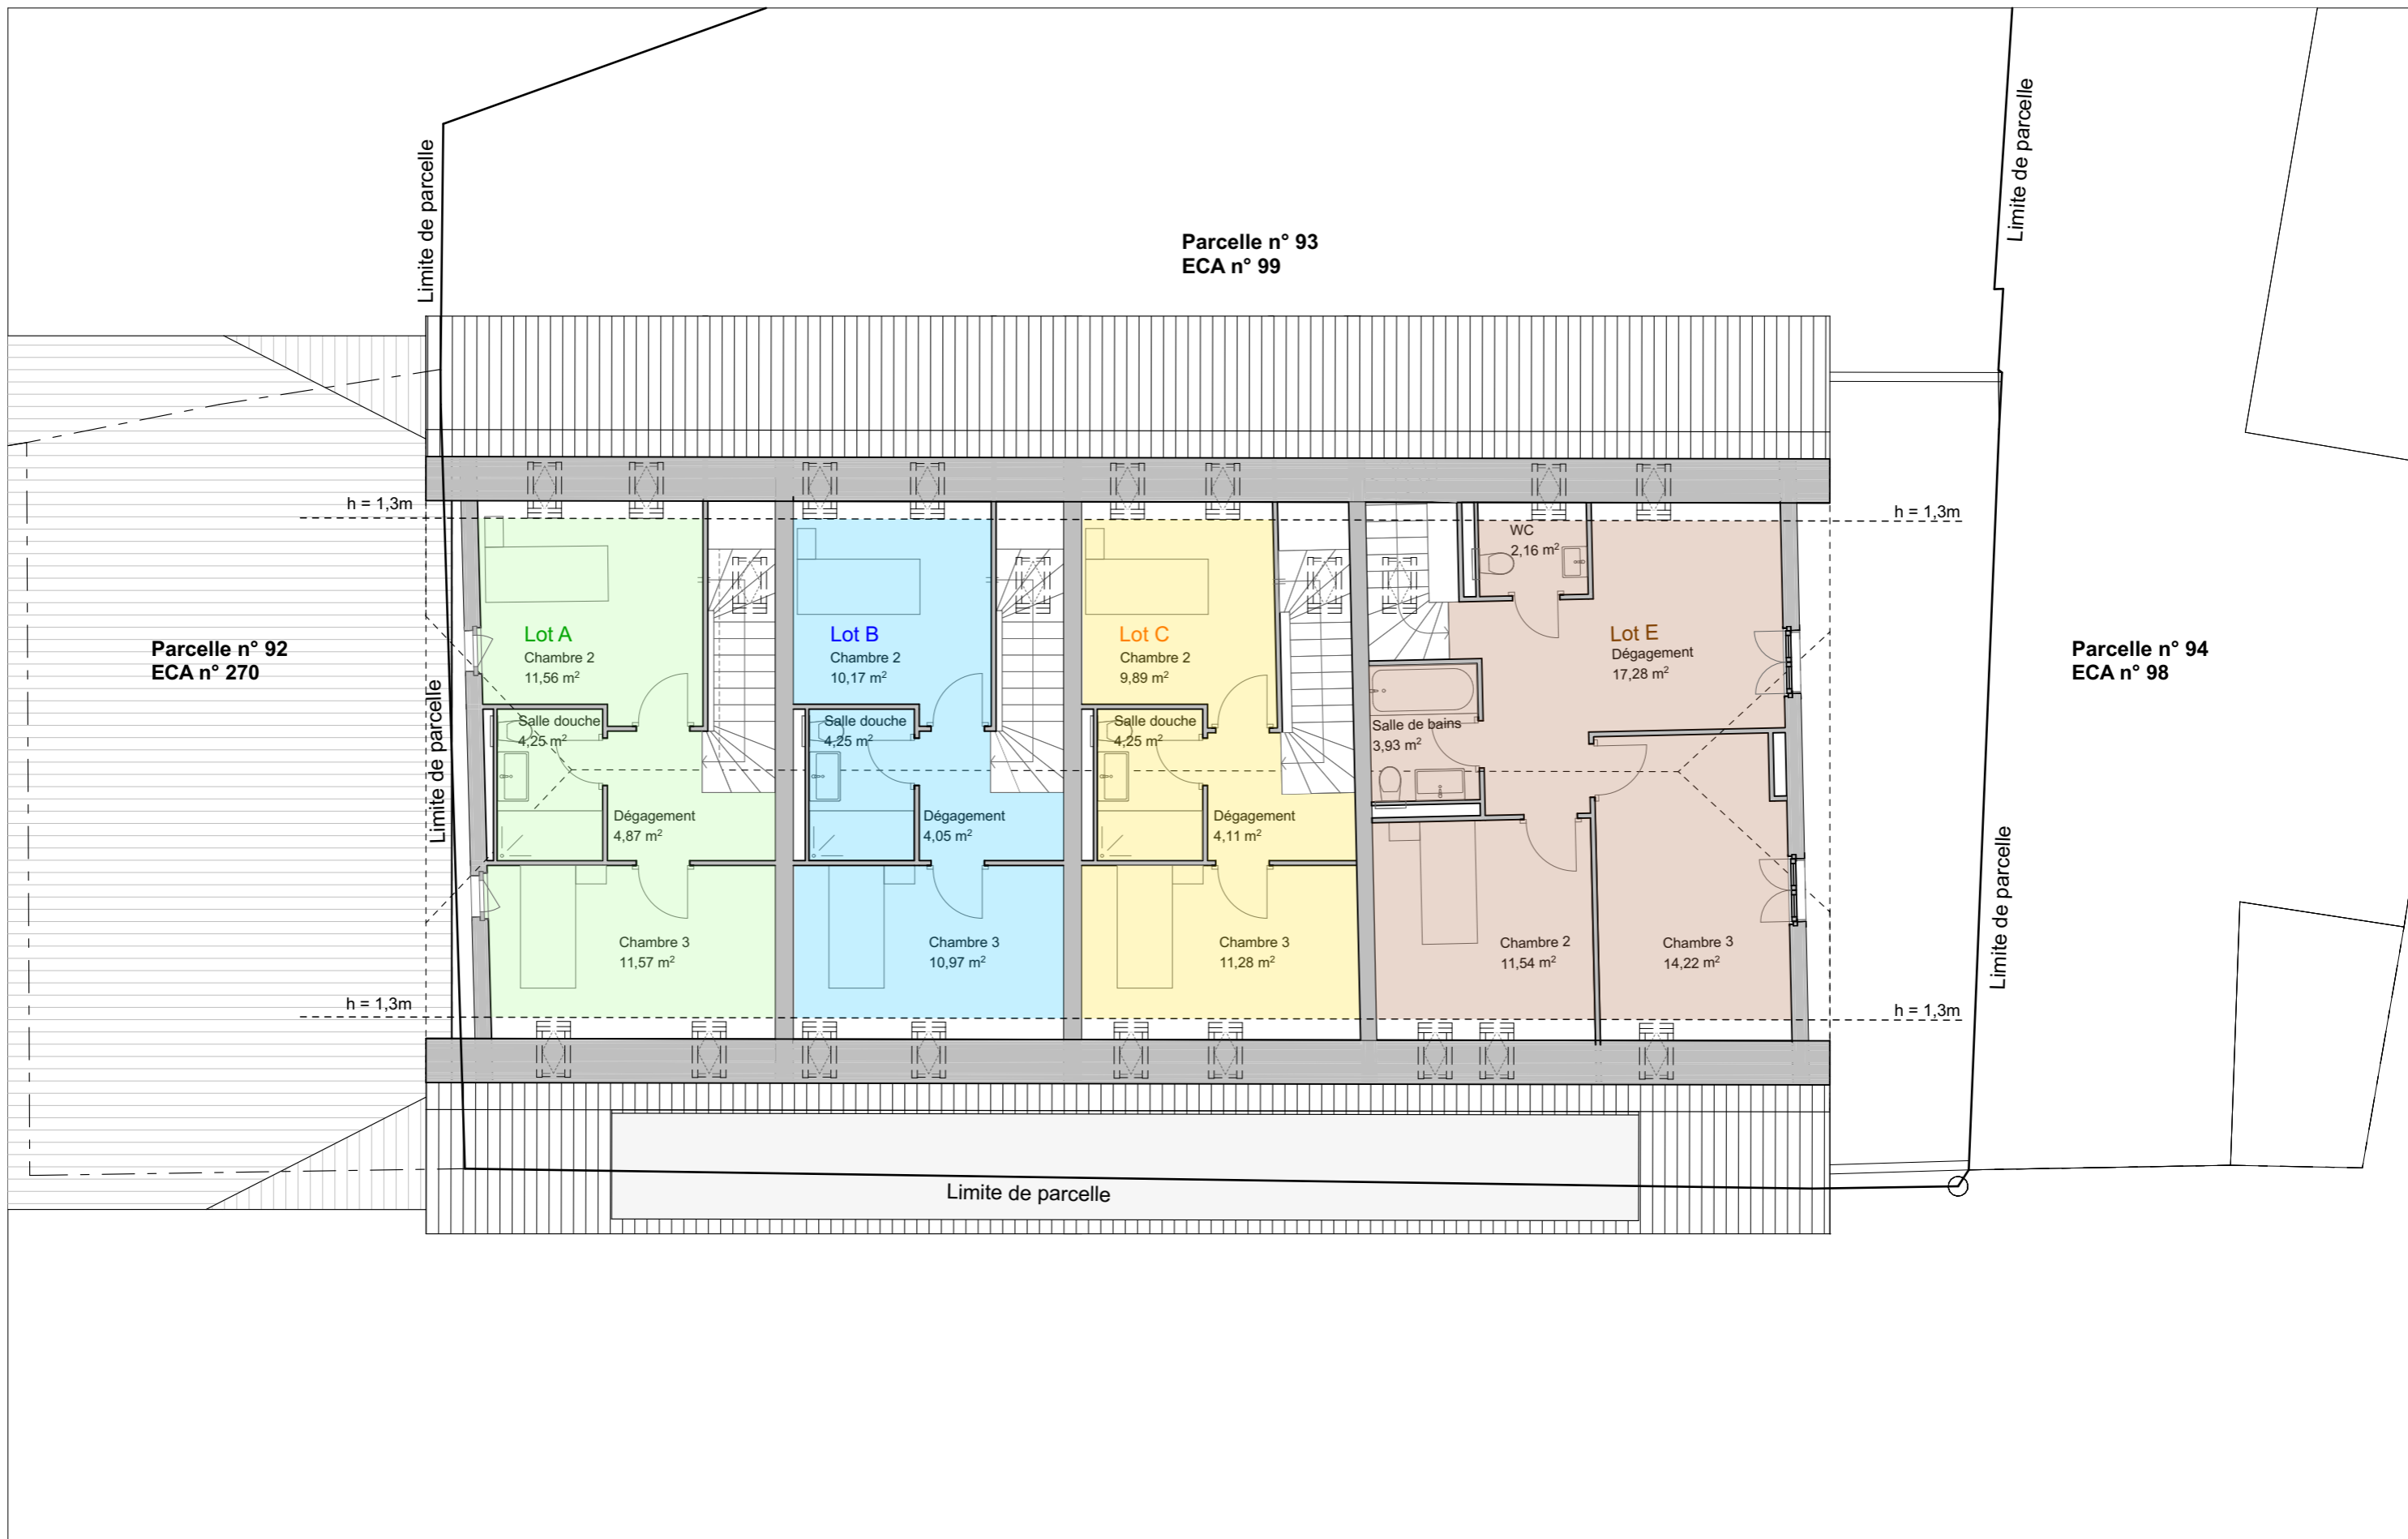 Limite de parcelle
Limite de parcelle
Parcelle n° 93
ECA n° 99
h = 1,3m
h = 1,3m
Parcelle n° 92
ECA n° 270
Limite de parcelle
Lot A
Chambre 2
11,56 m²
Salle douche
4,25 m²
Dégagement
4,87 m²
Chambre 3
11,57 m²
Lot B
Chambre 2
10,17 m²
Salle douche
4,25 m²
Dégagement
4,05 m²
Chambre 3
10,97 m²
Lot C
Chambre 2
9,89 m²
Salle douche
4,25 m²
Dégagement
4,11 m²
Chambre 3
11,28 m²
WC
2,16 m²
Lot E
Dégagement
17,28 m²
Salle de bains
3,93 m²
Chambre 2
11,54 m²
Chambre 3
14,22 m²
Parcelle n° 94
ECA n° 98
Limite de parcelle
h = 1,3m
h = 1,3m
Limite de parcelle